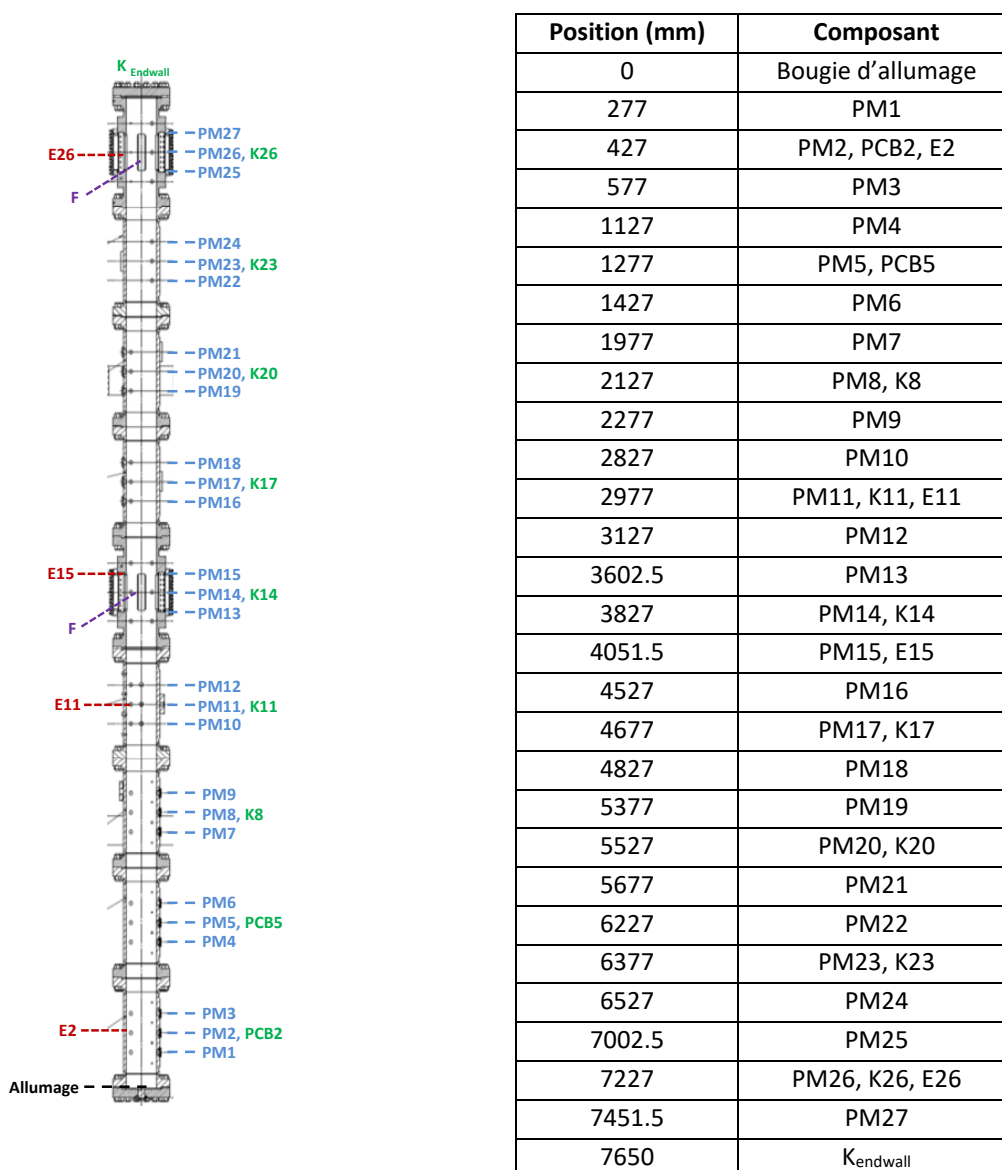 K Endwall
PM27
E26
PM26, K26
PM25
F
PM24
PM23, K23
PM22
PM21
PM20, K20
PM19
PM18
PM17, K17
PM16
E15
PM15
PM14, K14
PM13
F
PM12
E11
PM11, K11
PM10
PM9
PM8, K8
PM7
PM6
PM5, PCB5
PM4
PM3
E2
PM2, PCB2
PM1
Allumage
Position (mm) Composant
0 Bougie d’allumage
277 PM1
427 PM2, PCB2, E2
577 PM3
1127 PM4
1277 PM5, PCB5
1427 PM6
1977 PM7
2127 PM8, K8
2277 PM9
2827 PM10
2977 PM11, K11, E11
3127 PM12
3602.5 PM13
3827 PM14, K14
4051.5 PM15, E15
4527 PM16
4677 PM17, K17
4827 PM18
5377 PM19
5527 PM20, K20
5677 PM21
6227 PM22
6377 PM23, K23
6527 PM24
7002.5 PM25
7227 PM26, K26, E26
7451.5 PM27
7650 Kendwall